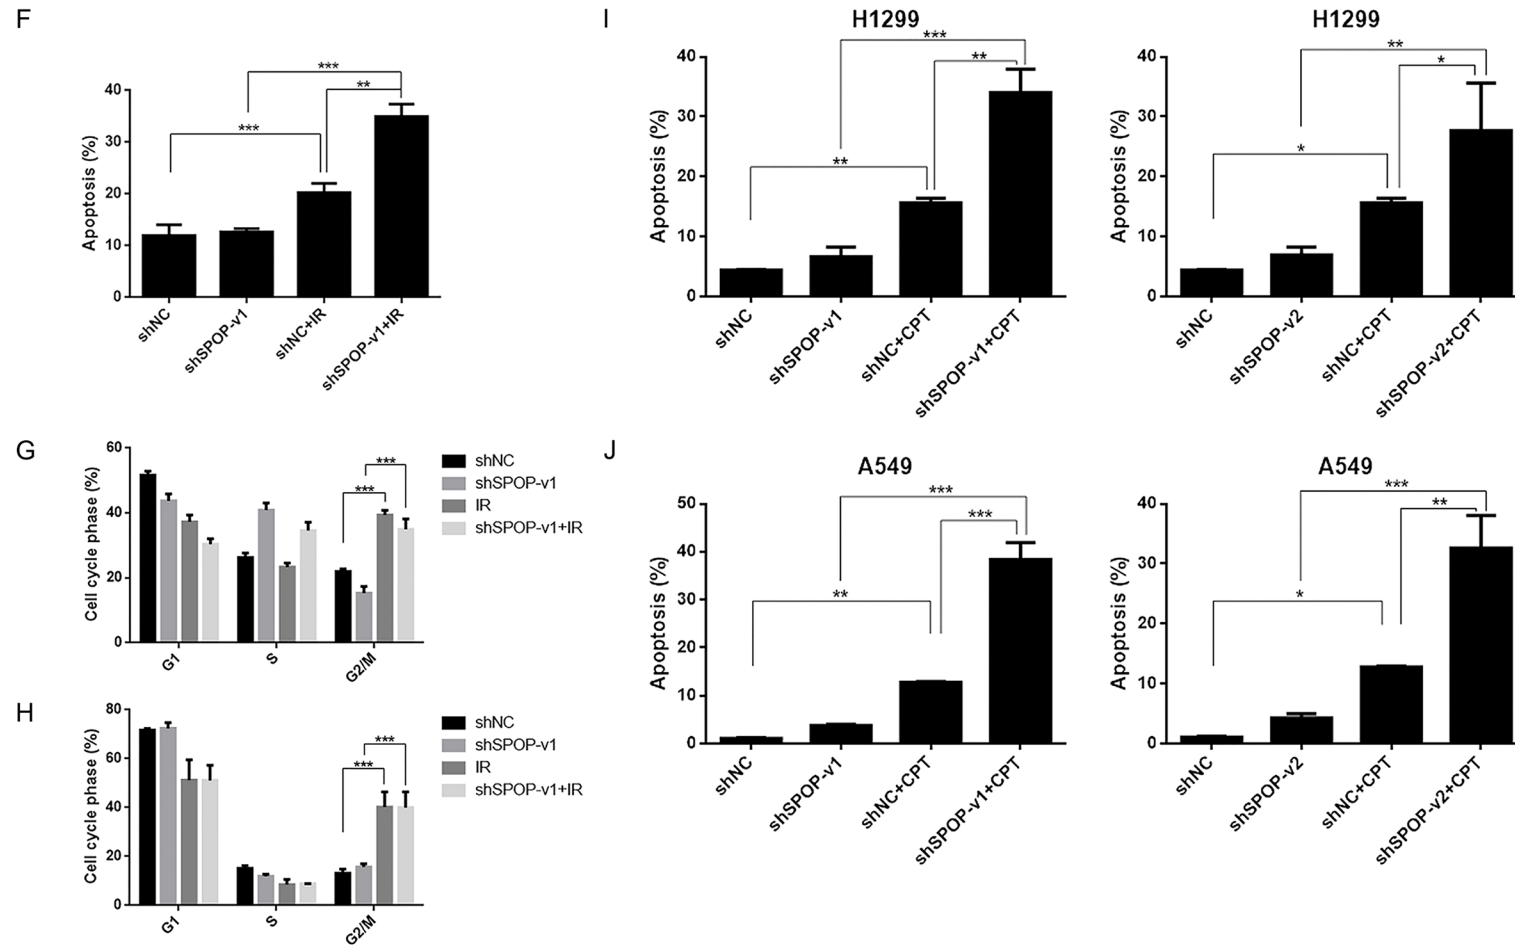 F
***
**
***
Apoptosis (%)
40
30
20
10
0
shNC
shSPOP-v1
shNC+IR
shSPOP-v1+IR
G
***
***
Cell cycle phase (%)
60
40
20
0
G1
S
G2/M
shNC
shSPOP-v1
IR
shSPOP-v1+IR
H
***
***
Cell cycle phase (%)
80
60
40
20
0
G1
S
G2/M
shNC
shSPOP-v1
IR
shSPOP-v1+IR
I
H1299
***
**
**
Apoptosis (%)
40
30
20
10
0
shNC
shSPOP-v1
shNC+CPT
shSPOP-v1+CPT
H1299
**
*
*
Apoptosis (%)
40
30
20
10
0
shNC
shSPOP-v2
shNC+CPT
shSPOP-v2+CPT
J
A549
***
***
**
Apoptosis (%)
50
40
30
20
10
0
shNC
shSPOP-v1
shNC+CPT
shSPOP-v1+CPT
A549
***
**
*
Apoptosis (%)
40
30
20
10
0
shNC
shSPOP-v2
shNC+CPT
shSPOP-v2+CPT